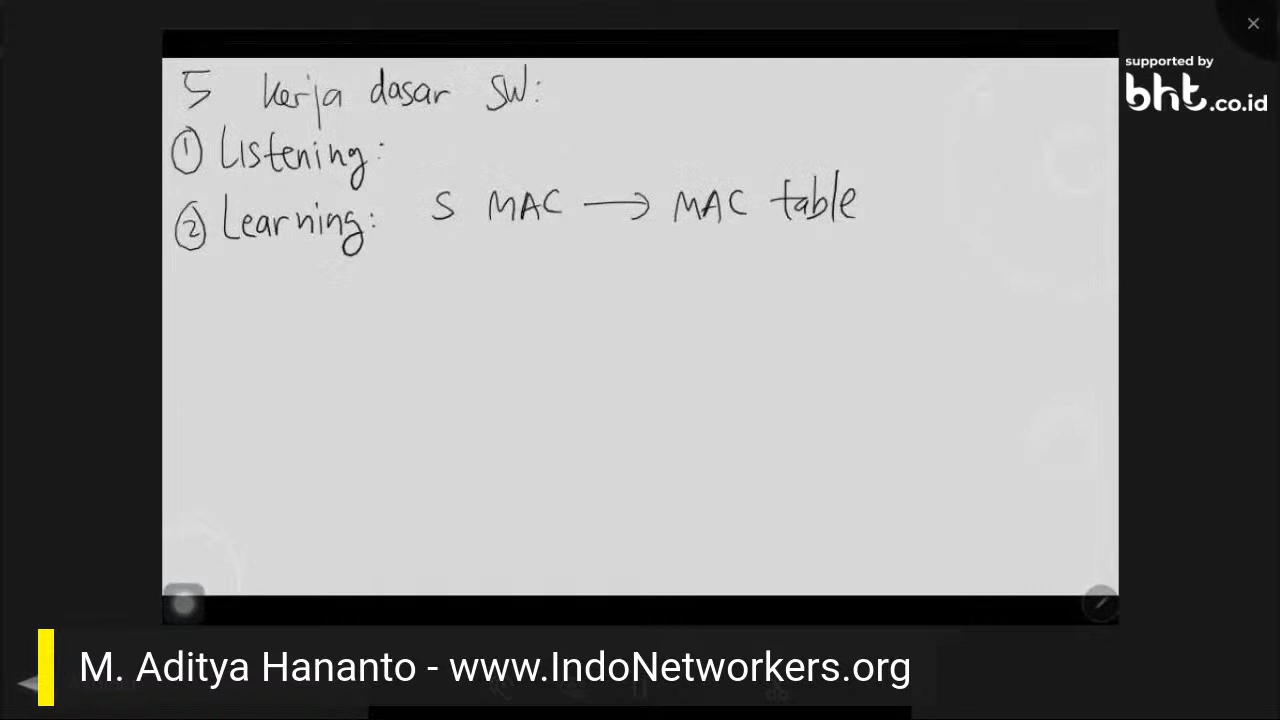 supported by
bht.co.id
5 kerja dasar SW:
① Listening:
② Learning: S MAC → MAC table
M. Aditya Hananto - www.IndoNetworkers.org